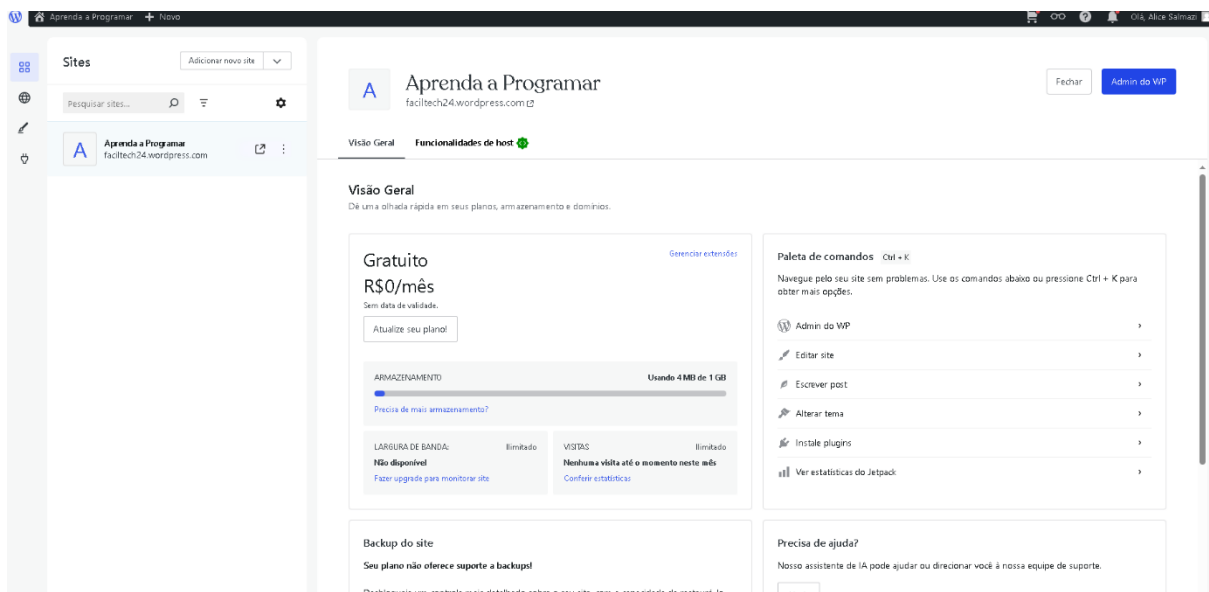 Aprenda a Programar
Novo
Olá, Alice Salmazi
Sites
Adicionar novo site
Pesquisar sites...
A
Aprenda a Programar
faciltech24.wordpress.com
A
Aprenda a Programar
faciltech24.wordpress.com
Fechar
Admin do WP
Visão Geral
Funcionalidades de host
Visão Geral
Dê uma olhada rápida em seus planos, armazenamento e domínios.
Gratuito
Gerenciar extensões
R$0/mês
Sem data de validade.
Atualize seu plano!
ARMAZENAMENTO
Usando 4 MB de 1 GB
Precisa de mais armazenamento?
LARGURA DE BANDA:
Ilimitado
Não disponível
Fazer upgrade para monitorar site
VISITAS
Ilimitado
Nenhuma visita até o momento neste mês
Conferir estatísticas
Paleta de comandos Ctrl + K
Navegue pelo seu site sem problemas. Use os comandos abaixo ou pressione Ctrl + K para
obter mais opções.
Admin do WP
Editar site
Escrever post
Alterar tema
Instale plugins
Ver estatísticas do Jetpack
Backup do site
Seu plano não oferece suporte a backups!
Precisa de ajuda?
Nosso assistente de IA pode ajudar ou direcionar você à nossa equipe de suporte.